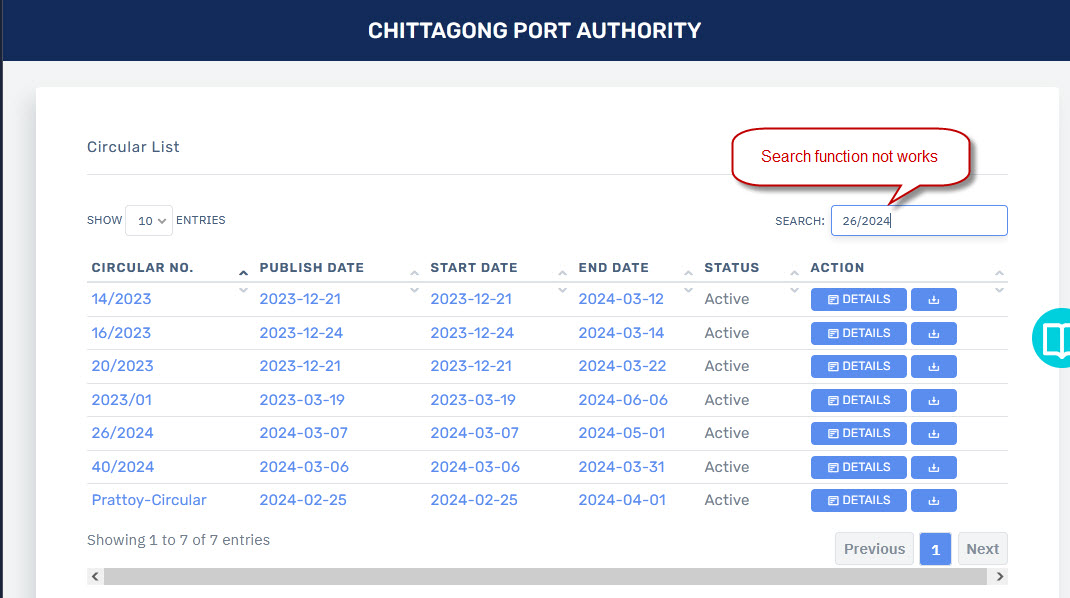 CHITTAGONG PORT AUTHORITY
Circular List
Search function not works
SHOW 10 ENTRIES SEARCH: 26/2024
CIRCULAR NO. PUBLISH DATE START DATE END DATE STATUS ACTION
14/2023 2023-12-21 2023-12-21 2024-03-12 Active DETAILS
16/2023 2023-12-24 2023-12-24 2024-03-14 Active DETAILS
20/2023 2023-12-21 2023-12-21 2024-03-22 Active DETAILS
2023/01 2023-03-19 2023-03-19 2024-06-06 Active DETAILS
26/2024 2024-03-07 2024-03-07 2024-05-01 Active DETAILS
40/2024 2024-03-06 2024-03-06 2024-03-31 Active DETAILS
Prattoy-Circular 2024-02-25 2024-02-25 2024-04-01 Active DETAILS
Showing 1 to 7 of 7 entries
Previous 1 Next